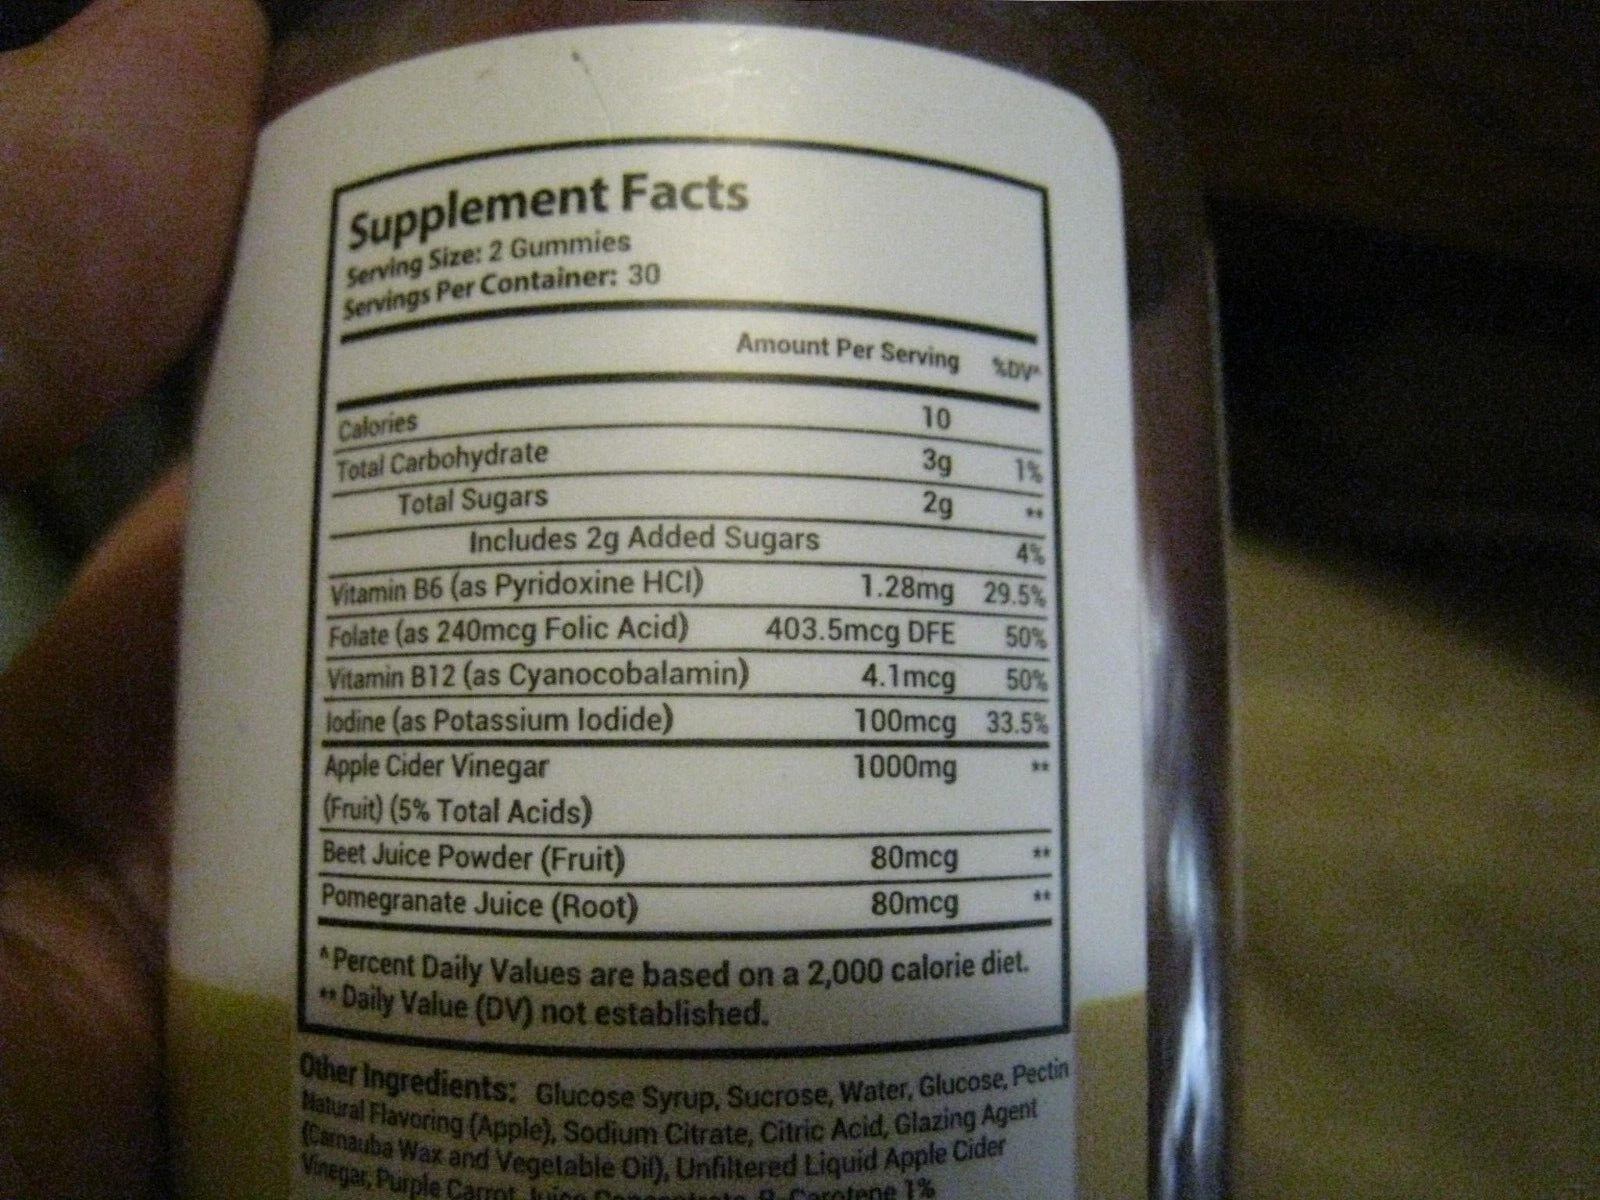 Supplement Facts
Serving Size: 2 Gummies
Servings Per Container: 30
Amount Per Serving %DV^
Calories 10
Total Carbohydrate 3g 1%
Total Sugars 2g **
Includes 2g Added Sugars 4%
Vitamin B6 (as Pyridoxine HCl) 1.28mg 29.5%
Folate (as 240mcg Folic Acid) 403.5mcg DFE 50%
Vitamin B12 (as Cyanocobalamin) 4.1mcg 50%
Iodine (as Potassium Iodide) 100mcg 33.5%
Apple Cider Vinegar 1000mg **
(Fruit) (5% Total Acids)
Beet Juice Powder (Fruit) 80mcg **
Pomegranate Juice (Root) 80mcg **
^Percent Daily Values are based on a 2,000 calorie diet.
** Daily Value (DV) not established.
Other Ingredients: Glucose Syrup, Sucrose, Water, Glucose, Pectin
Natural Flavoring (Apple), Sodium Citrate, Citric Acid, Glazing Agent
(Carnauba Wax and Vegetable Oil), Unfiltered Liquid Apple Cider
Vinegar, Purple Carrot Juice Concentrate, B-Carotene 1%